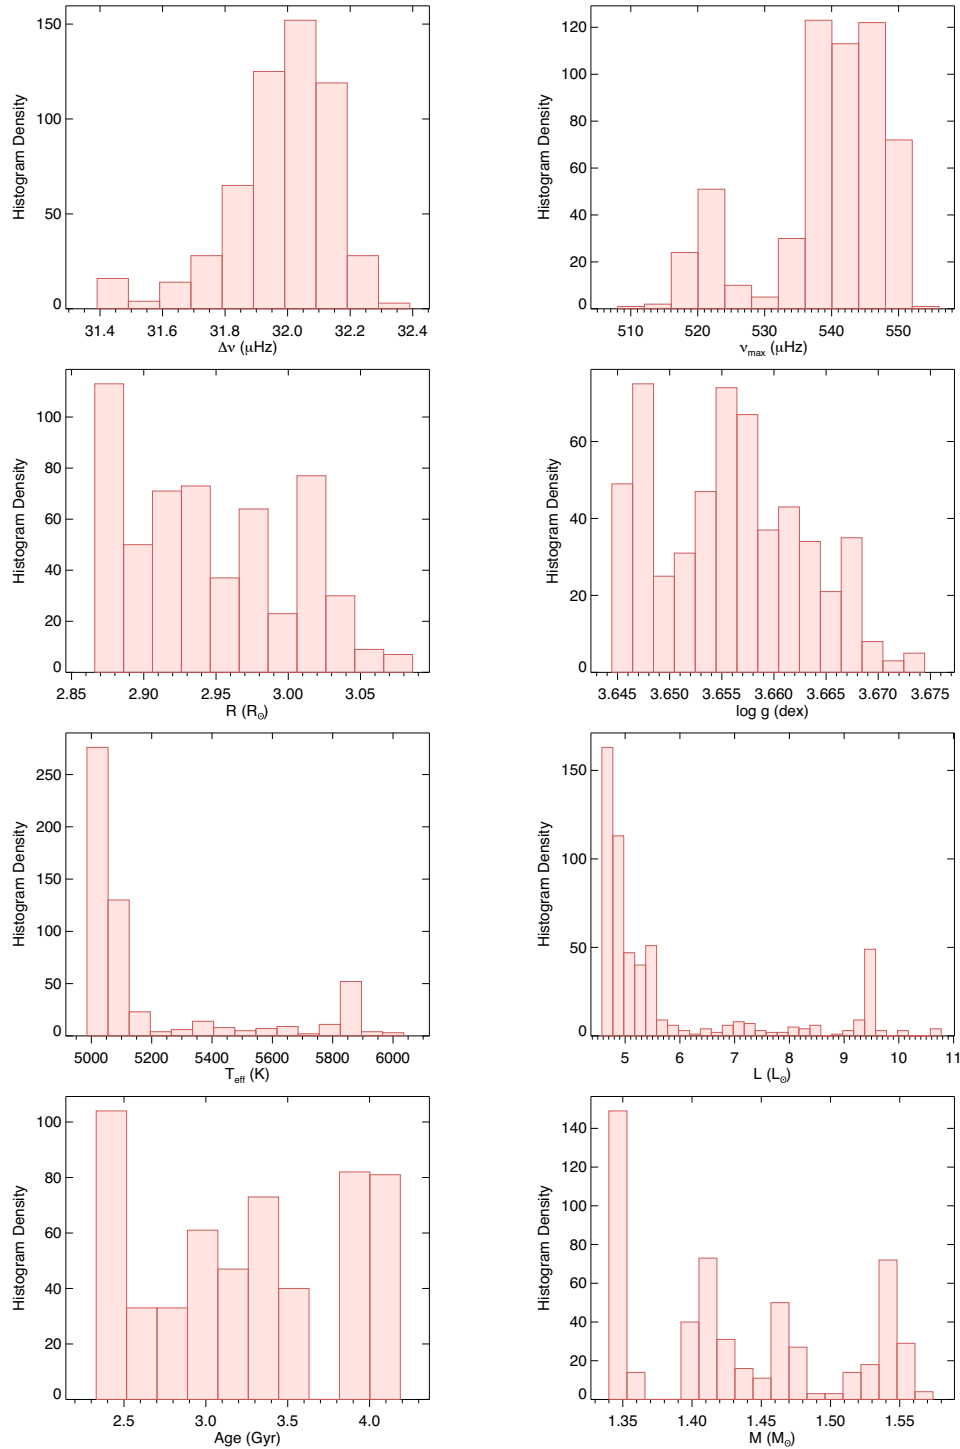 150
100
50
0
Histogram Density
31.4 31.6 31.8 32.0 32.2 32.4
Δν (μHz)
120
100
80
60
40
20
0
Histogram Density
510 520 530 540 550
ν_max (μHz)
100
80
60
40
20
0
Histogram Density
2.85 2.90 2.95 3.00 3.05
R (R⊙)
60
40
20
0
Histogram Density
3.645 3.650 3.655 3.660 3.665 3.670 3.675
log g (dex)
250
200
150
100
50
0
Histogram Density
5000 5200 5400 5600 5800 6000
T_eff (K)
150
100
50
0
Histogram Density
5 6 7 8 9 10 11
L (L⊙)
100
80
60
40
20
0
Histogram Density
2.5 3.0 3.5 4.0
Age (Gyr)
140
120
100
80
60
40
20
0
Histogram Density
1.35 1.40 1.45 1.50 1.55
M (M⊙)